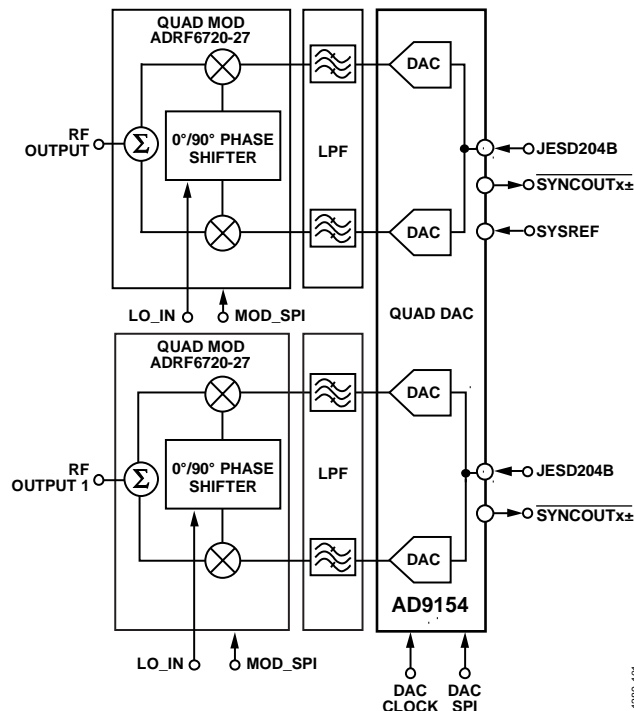 QUAD MOD
ADRF6720-27
DAC
RF
OUTPUT
Σ
0°/90° PHASE
SHIFTER
LPF
JESD204B
SYNCOUTx±
DAC
SYSREF
LO_IN
MOD_SPI
QUAD DAC
QUAD MOD
ADRF6720-27
DAC
RF
OUTPUT 1
Σ
0°/90° PHASE
SHIFTER
LPF
JESD204B
SYNCOUTx±
DAC
AD9154
LO_IN
MOD_SPI
DAC
CLOCK
DAC
SPI